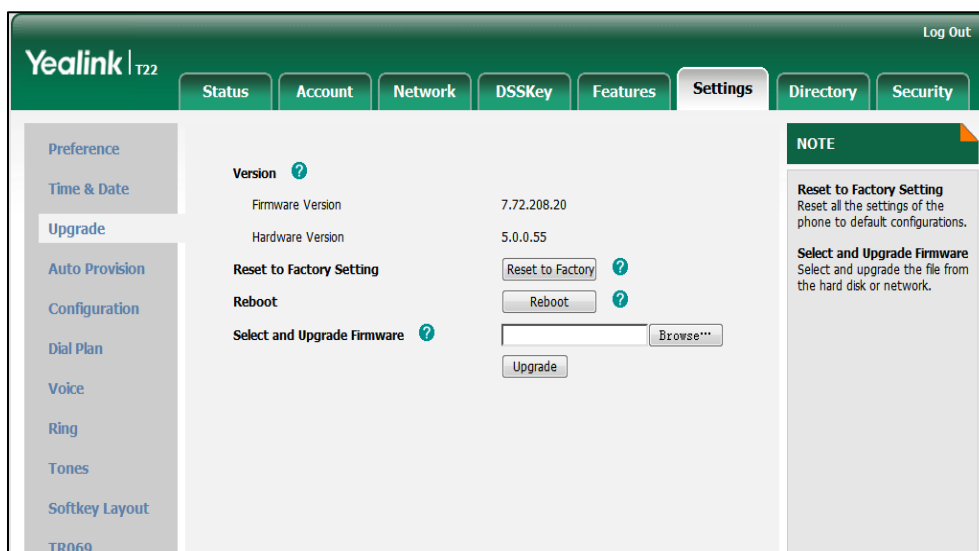 Log Out
Yealink | T22
Status Account Network DSSKey Features Settings Directory Security
Preference
Time & Date
Upgrade
Auto Provision
Configuration
Dial Plan
Voice
Ring
Tones
Softkey Layout
TR069
Version ?
Firmware Version 7.72.208.20
Hardware Version 5.0.0.55
Reset to Factory Setting Reset to Factory ?
Reboot Reboot ?
Select and Upgrade Firmware ? Browse...
Upgrade
NOTE
Reset to Factory Setting
Reset all the settings of the
phone to default configurations.
Select and Upgrade Firmware
Select and upgrade the file from
the hard disk or network.